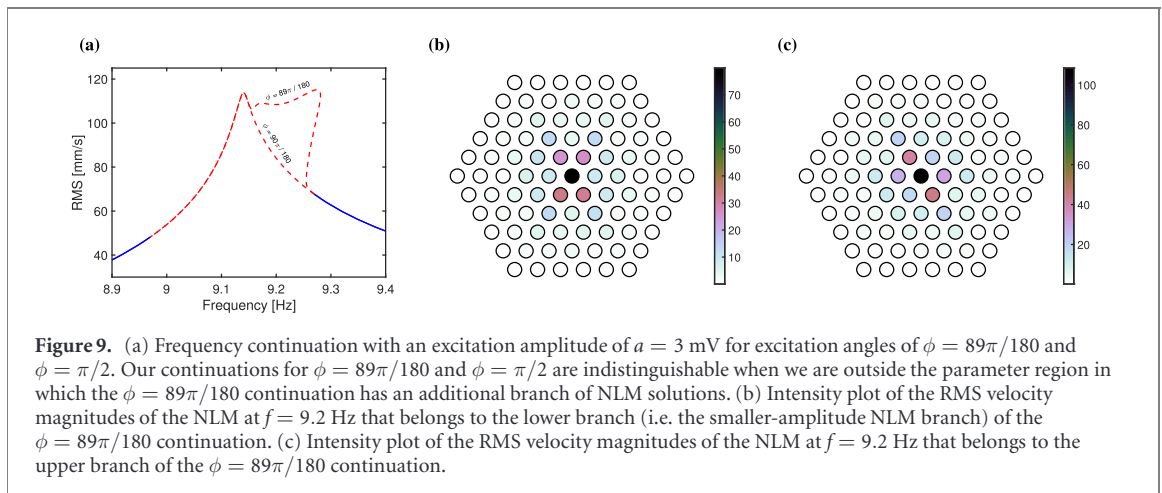 (a)
(b)
(c)
120
100
80
60
40
RMS [mm/s]
ϕ = 89π/180
ϕ = 90π/180
8.9 9 9.1 9.2 9.3 9.4
Frequency [Hz]
70
60
50
40
30
20
10
100
80
60
40
20
Figure 9. (a) Frequency continuation with an excitation amplitude of a = 3 mV for excitation angles of ϕ = 89π/180 and
ϕ = π/2. Our continuations for ϕ = 89π/180 and ϕ = π/2 are indistinguishable when we are outside the parameter region in
which the ϕ = 89π/180 continuation has an additional branch of NLM solutions. (b) Intensity plot of the RMS velocity
magnitudes of the NLM at f = 9.2 Hz that belongs to the lower branch (i.e. the smaller-amplitude NLM branch) of the
ϕ = 89π/180 continuation. (c) Intensity plot of the RMS velocity magnitudes of the NLM at f = 9.2 Hz that belongs to the
upper branch of the ϕ = 89π/180 continuation.